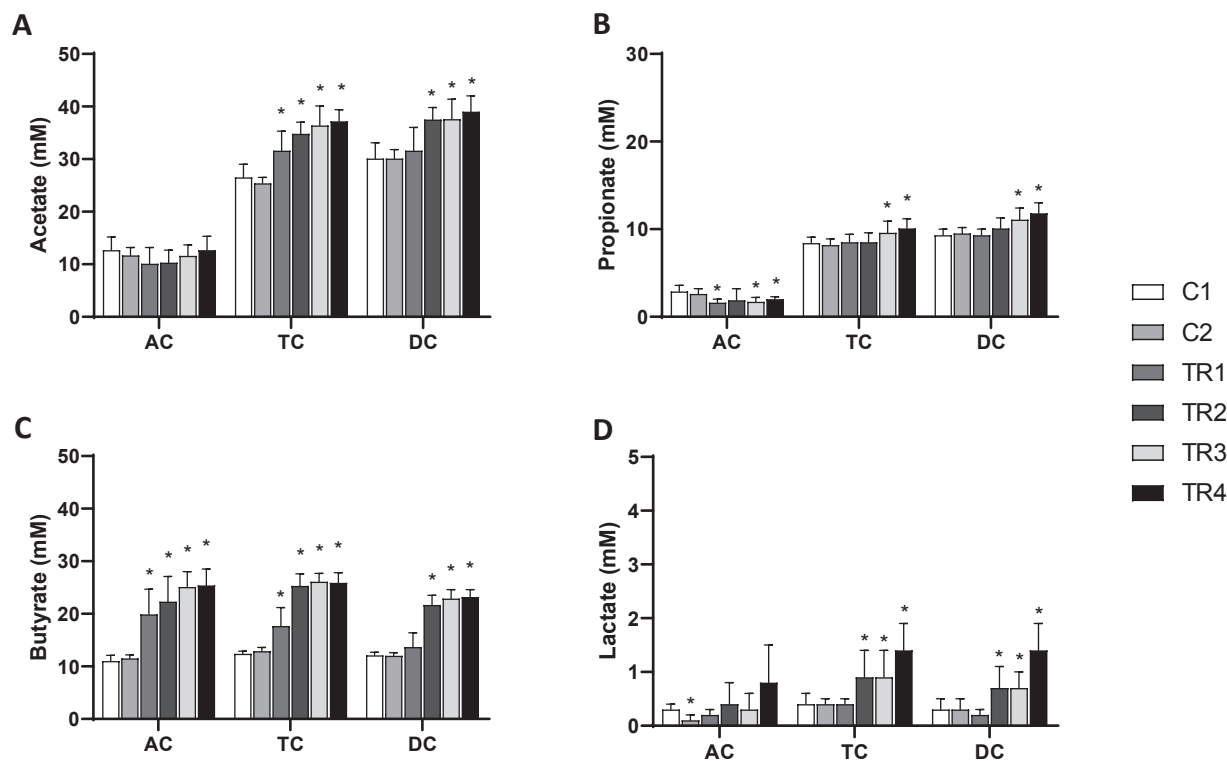 A
Acetate (mM)
50
40
30
20
10
0
* * * *
* * *
AC TC DC
B
Propionate (mM)
30
20
10
0
* * *
* *
* *
AC TC DC
C
Butyrate (mM)
50
40
30
20
10
0
* * * *
* * * *
* * *
AC TC DC
D
Lactate (mM)
5
4
3
2
1
0
*
* * *
* * *
AC TC DC
C1
C2
TR1
TR2
TR3
TR4